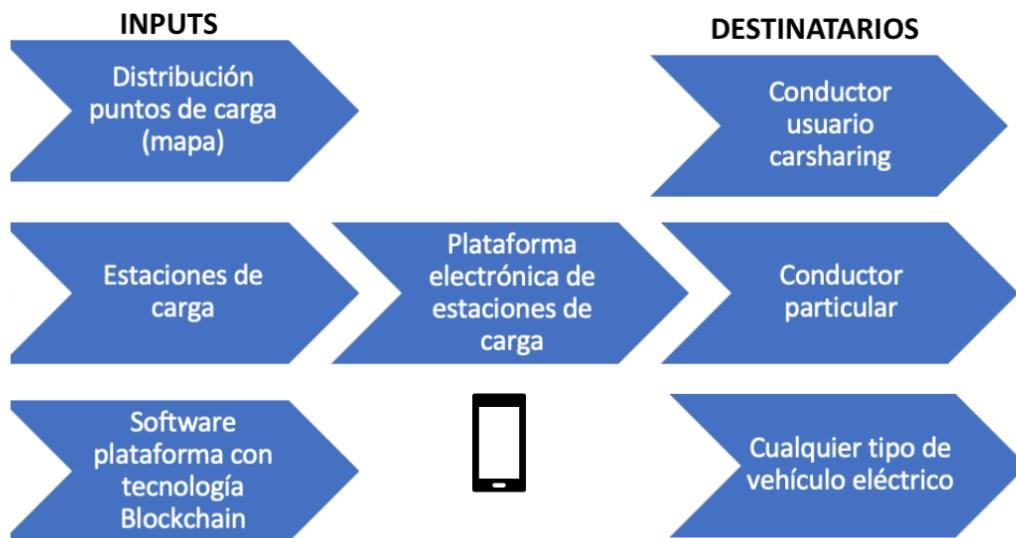 INPUTS
DESTINATARIOS
Distribución
puntos de carga
(mapa)
Conductor
usuario
carsharing
Estaciones de
carga
Plataforma
electrónica de
estaciones de
carga
Conductor
particular
Software
plataforma con
tecnología
Blockchain
Cualquier tipo de
vehículo eléctrico